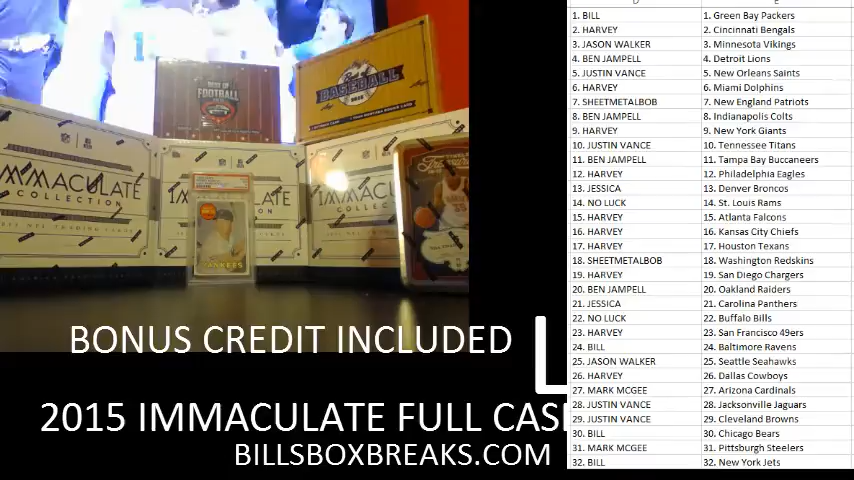 BEST OF
FOOTBALL
Best of
BASEBALL
IMMACULATE
COLLECTION
IMMACULATE
COLLECTION
IMMACU
COLLE
YANKEES
BONUS CREDIT INCLUDED
L
2015 IMMACULATE FULL CAS
BILLSBOXBREAKS.COM
D E
1. BILL 1. Green Bay Packers
2. HARVEY 2. Cincinnati Bengals
3. JASON WALKER 3. Minnesota Vikings
4. BEN JAMPELL 4. Detroit Lions
5. JUSTIN VANCE 5. New Orleans Saints
6. HARVEY 6. Miami Dolphins
7. SHEETMETALBOB 7. New England Patriots
8. BEN JAMPELL 8. Indianapolis Colts
9. HARVEY 9. New York Giants
10. JUSTIN VANCE 10. Tennessee Titans
11. BEN JAMPELL 11. Tampa Bay Buccaneers
12. HARVEY 12. Philadelphia Eagles
13. JESSICA 13. Denver Broncos
14. NO LUCK 14. St. Louis Rams
15. HARVEY 15. Atlanta Falcons
16. HARVEY 16. Kansas City Chiefs
17. HARVEY 17. Houston Texans
18. SHEETMETALBOB 18. Washington Redskins
19. HARVEY 19. San Diego Chargers
20. BEN JAMPELL 20. Oakland Raiders
21. JESSICA 21. Carolina Panthers
22. NO LUCK 22. Buffalo Bills
23. HARVEY 23. San Francisco 49ers
24. BILL 24. Baltimore Ravens
25. JASON WALKER 25. Seattle Seahawks
26. HARVEY 26. Dallas Cowboys
27. MARK MCGEE 27. Arizona Cardinals
28. JUSTIN VANCE 28. Jacksonville Jaguars
29. JUSTIN VANCE 29. Cleveland Browns
30. BILL 30. Chicago Bears
31. MARK MCGEE 31. Pittsburgh Steelers
32. BILL 32. New York Jets